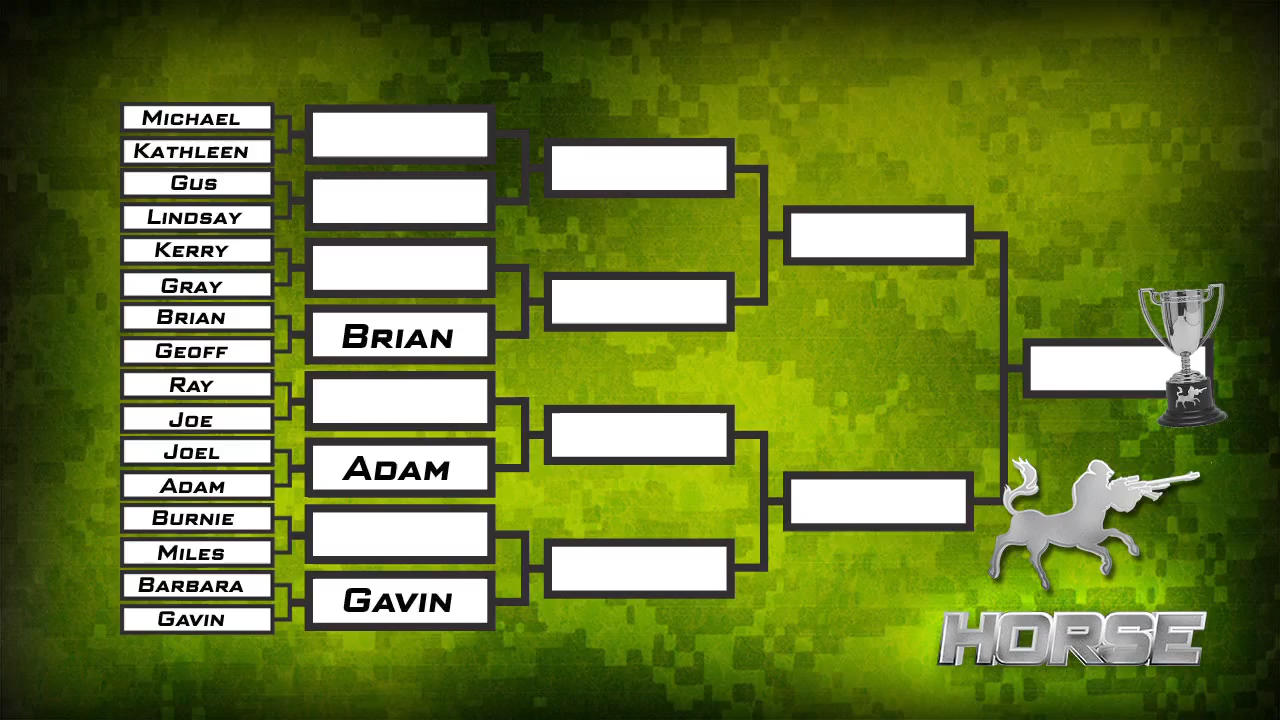 MICHAEL
KATHLEEN
GUS
LINDSAY
KERRY
GRAY
BRIAN
GEOFF
RAY
JOE
JOEL
ADAM
BURNIE
MILES
BARBARA
GAVIN
BRIAN
ADAM
GAVIN
HORSE